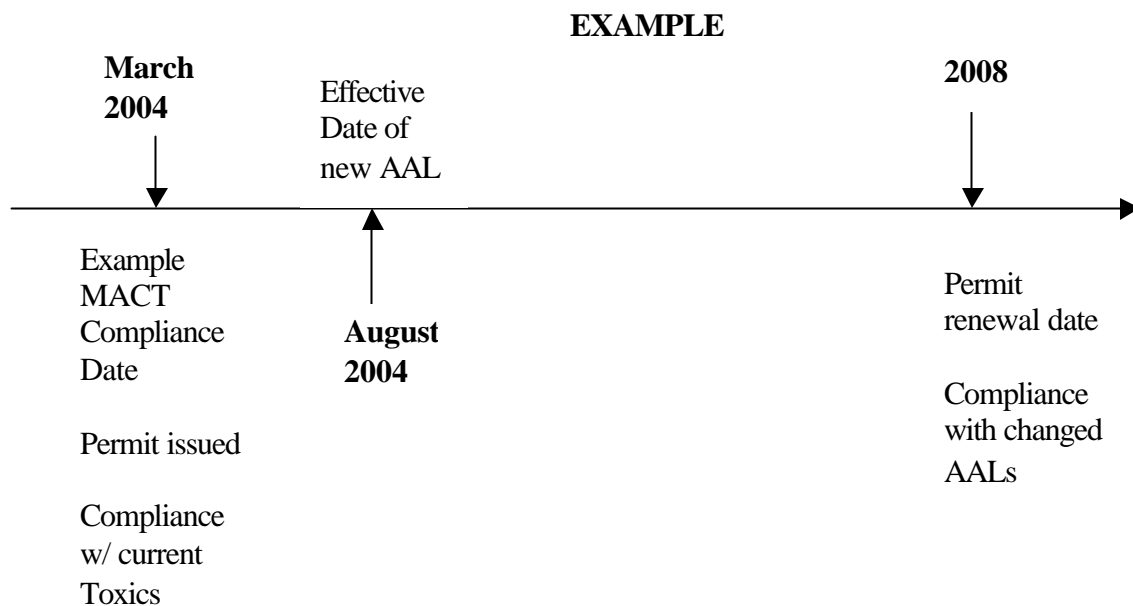 EXAMPLE
March
2004
Effective
Date of
new AAL
2008
Example
MACT
Compliance
Date
Permit issued
Compliance
w/ current
Toxics
August
2004
Permit
renewal date
Compliance
with changed
AALs